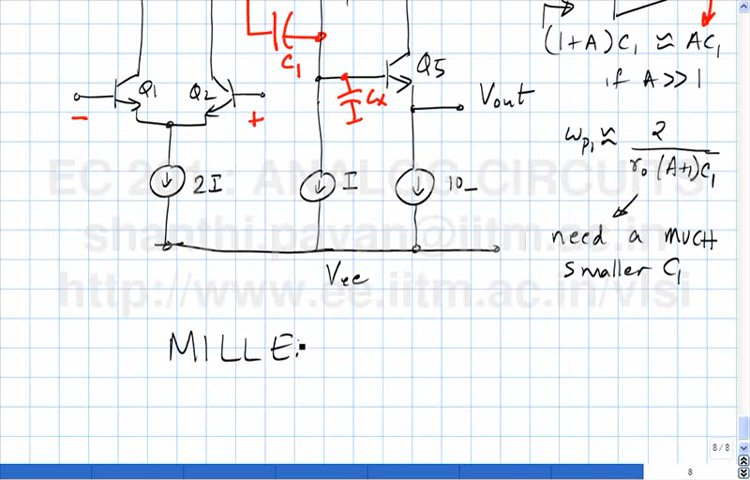 (1+A)C1 ≈ AC1
if A >> 1
C1
Q1
Q2
Q5
Cx
Vout
-
+
ωp1 ≈ 2 / ro (A+1)C1
2I
I
10
need a MUCH
smaller C1
Vee
EC 201 : ANALOG CIRCUITS
shanthi.pavan@iitm.ac.in
http://www.ee.iitm.ac.in/vlsi
MILLE
8 / 8
8